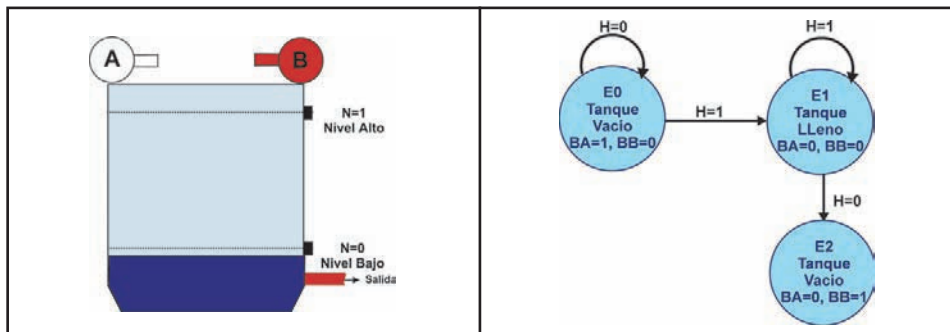 A
B
N=1
Nivel Alto
N=0
Nivel Bajo
Salida
H=0
H=1
E0
Tanque
Vacio
BA=1, BB=0
H=1
E1
Tanque
LLeno
BA=0, BB=0
H=0
E2
Tanque
Vacio
BA=0, BB=1